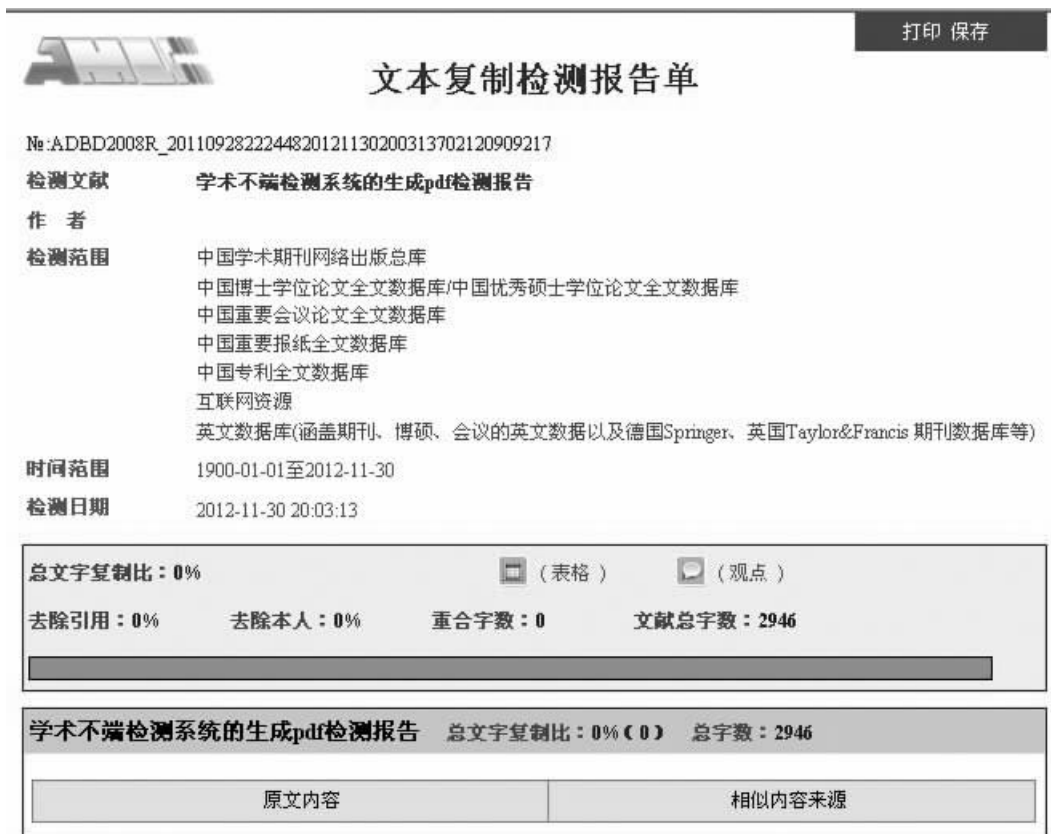 打印 保存
AMLC
文本复制检测报告单
№:ADBD2008R_2011092822244820121130200313702120909217
检测文献 学术不端检测系统的生成pdf检测报告
作 者
检测范围 中国学术期刊网络出版总库
中国博士学位论文全文数据库/中国优秀硕士学位论文全文数据库
中国重要会议论文全文数据库
中国重要报纸全文数据库
中国专利全文数据库
互联网资源
英文数据库(涵盖期刊、博硕、会议的英文数据以及德国Springer、英国Taylor&Francis 期刊数据库等)
时间范围 1900-01-01至2012-11-30
检测日期 2012-11-30 20:03:13
总文字复制比：0% （表格） （观点）
去除引用：0% 去除本人：0% 重合字数：0 文献总字数：2946
学术不端检测系统的生成pdf检测报告 总文字复制比：0%(0) 总字数：2946
原文内容 相似内容来源